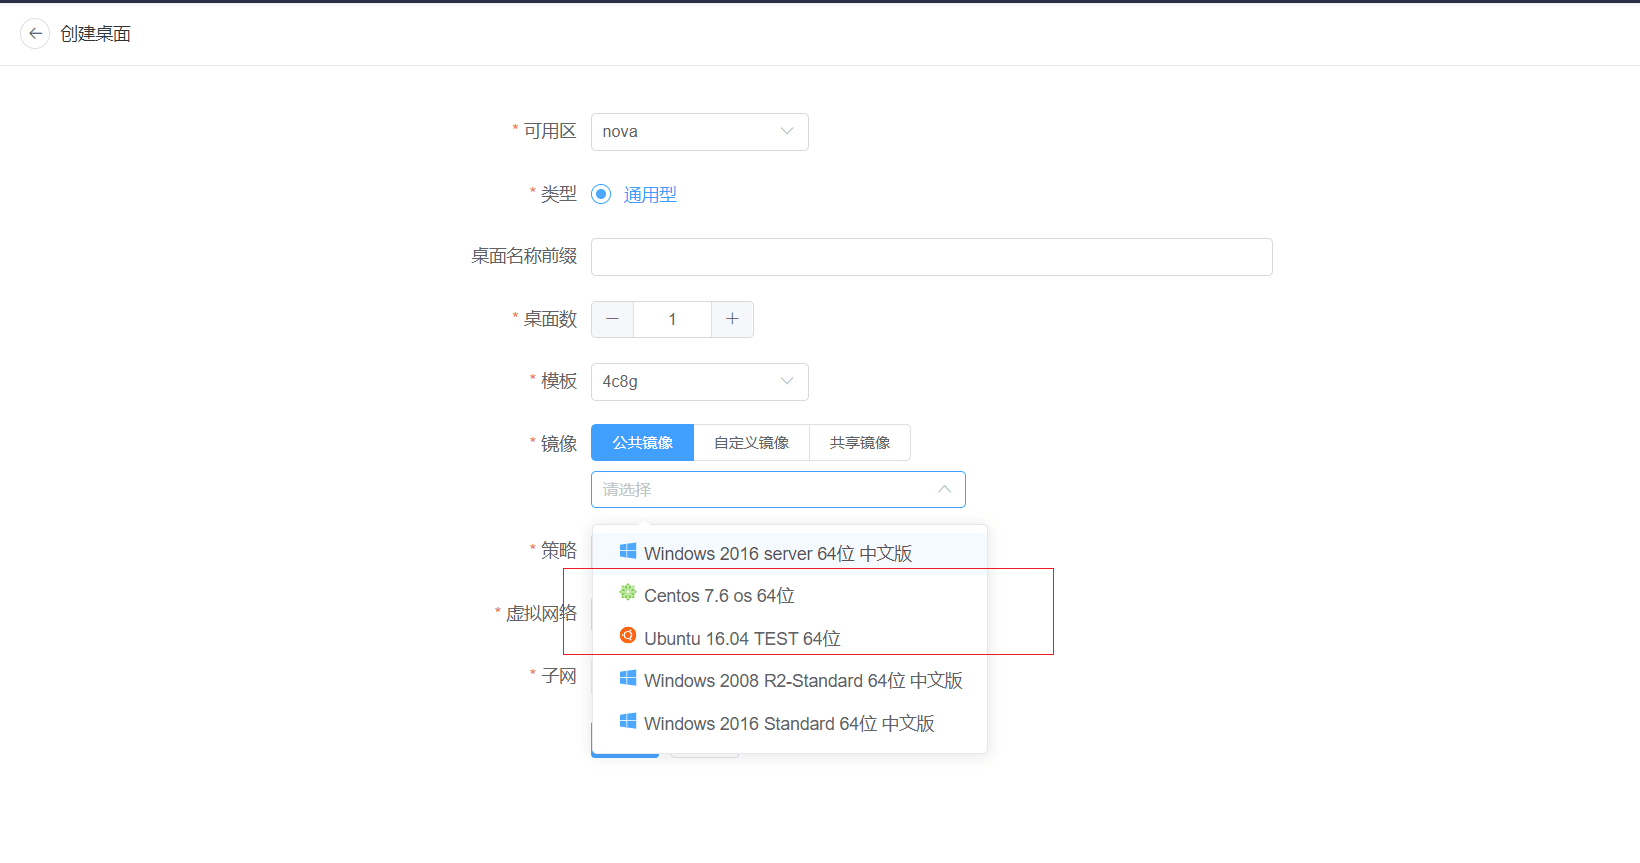 创建桌面
* 可用区 nova
* 类型 通用型
桌面名称前缀
* 桌面数 1
* 模板 4c8g
* 镜像 公共镜像 自定义镜像 共享镜像
请选择
* 策略
Windows 2016 server 64位 中文版
Centos 7.6 os 64位
* 虚拟网络
Ubuntu 16.04 TEST 64位
* 子网
Windows 2008 R2-Standard 64位 中文版
Windows 2016 Standard 64位 中文版